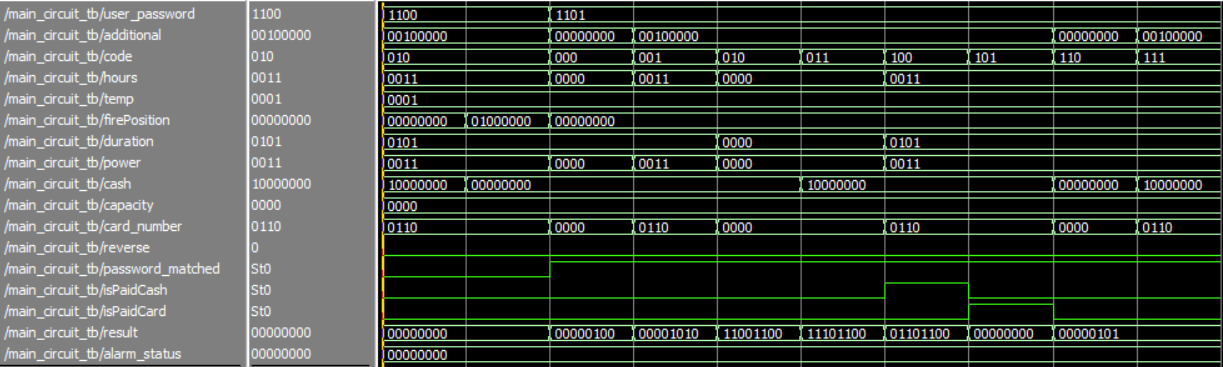 /main_circuit_tb/user_password 1100 1100 1101
/main_circuit_tb/additional 00100000 00100000 00000000 00100000 00000000 00100000
/main_circuit_tb/code 010 010 000 001 010 011 100 101 110 111
/main_circuit_tb/hours 0011 0011 0000 0011 0000 0011
/main_circuit_tb/temp 0001 0001
/main_circuit_tb/firePosition 00000000 00000000 01000000 00000000
/main_circuit_tb/duration 0101 0101 0000 0101
/main_circuit_tb/power 0011 0011 0000 0011 0000 0011
/main_circuit_tb/cash 10000000 10000000 00000000 10000000 00000000 10000000
/main_circuit_tb/capacity 0000 0000
/main_circuit_tb/card_number 0110 0110 0000 0110 0000 0110 0000 0110
/main_circuit_tb/reverse 0
/main_circuit_tb/password_matched St0
/main_circuit_tb/isPaidCash St0
/main_circuit_tb/isPaidCard St0
/main_circuit_tb/result 00000000 00000000 00000100 00001010 11001100 11101100 01101100 00000000 00000101
/main_circuit_tb/alarm_status 00000000 00000000